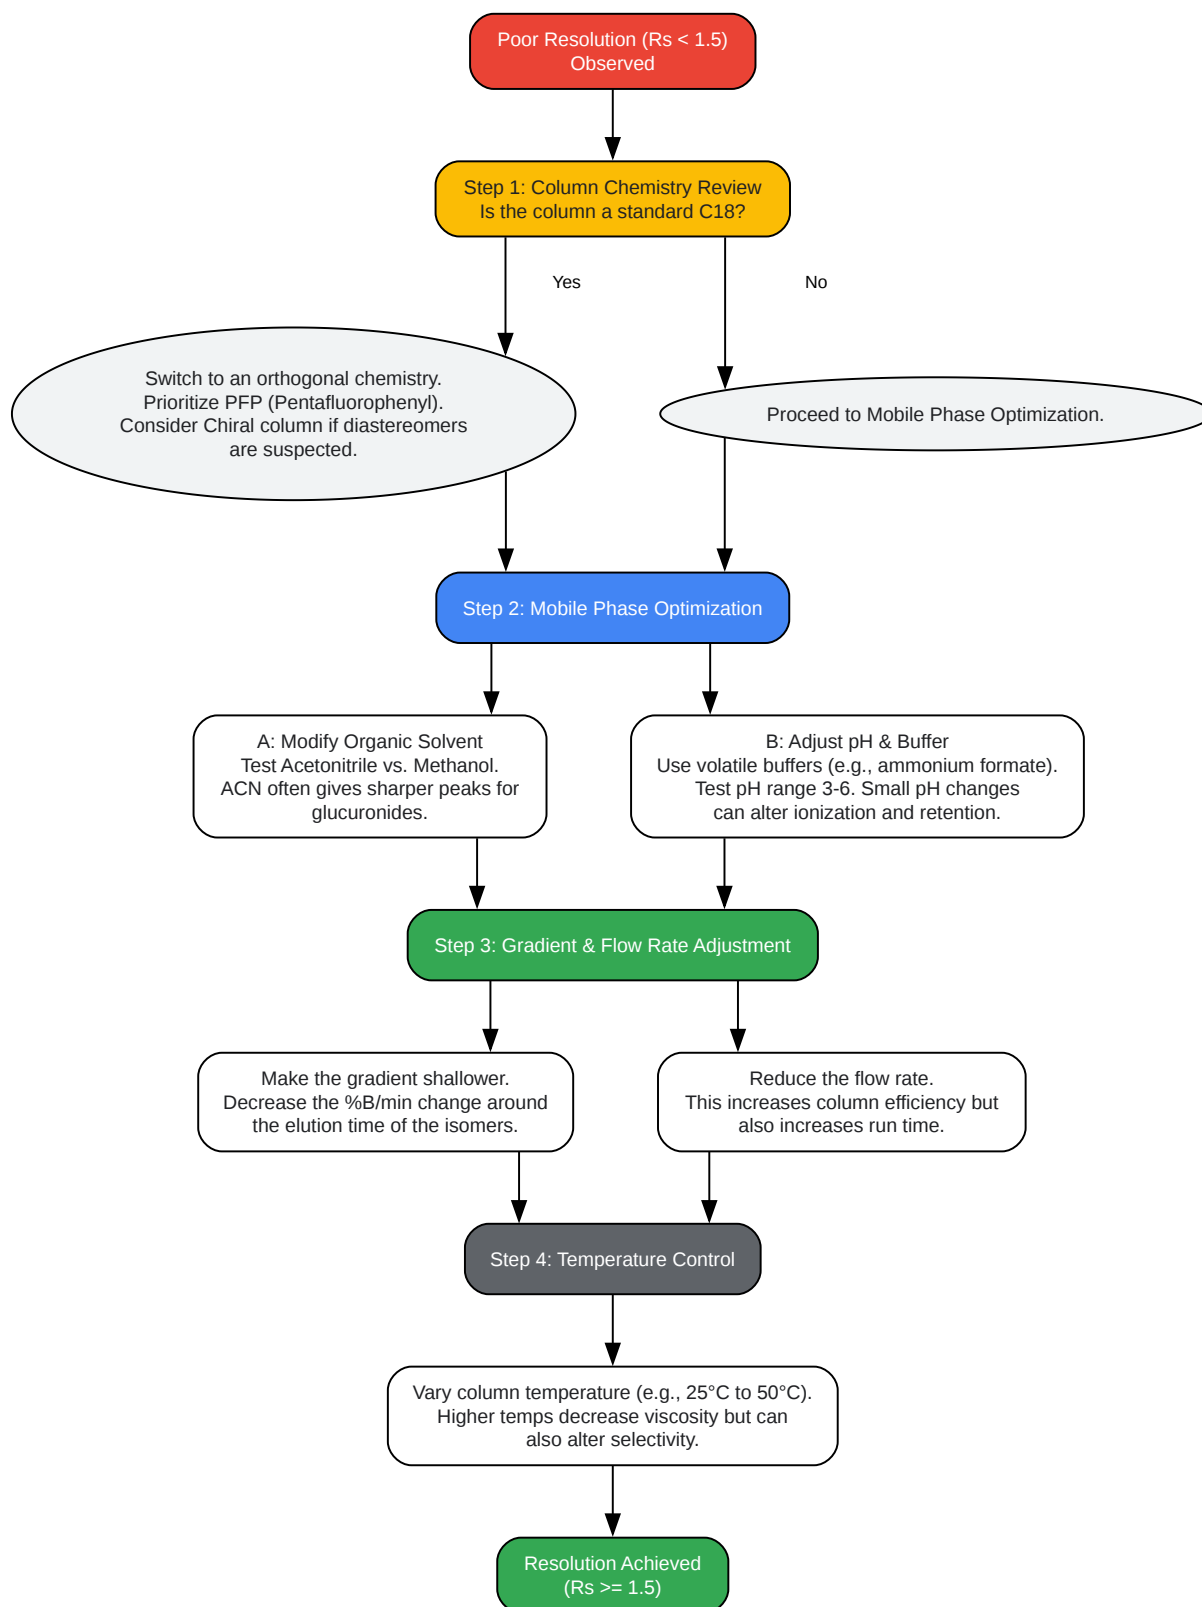 Poor Resolution (Rs < 1.5)
Observed
Step 1: Column Chemistry Review
Is the column a standard C18?
Yes
No
Switch to an orthogonal chemistry.
Prioritize PFP (Pentafluorophenyl).
Consider Chiral column if diastereomers
are suspected.
Proceed to Mobile Phase Optimization.
Step 2: Mobile Phase Optimization
A: Modify Organic Solvent
Test Acetonitrile vs. Methanol.
ACN often gives sharper peaks for
glucuronides.
B: Adjust pH & Buffer
Use volatile buffers (e.g., ammonium formate).
Test pH range 3-6. Small pH changes
can alter ionization and retention.
Step 3: Gradient & Flow Rate Adjustment
Make the gradient shallower.
Decrease the %B/min change around
the elution time of the isomers.
Reduce the flow rate.
This increases column efficiency but
also increases run time.
Step 4: Temperature Control
Vary column temperature (e.g., 25°C to 50°C).
Higher temps decrease viscosity but can
also alter selectivity.
Resolution Achieved
(Rs >= 1.5)